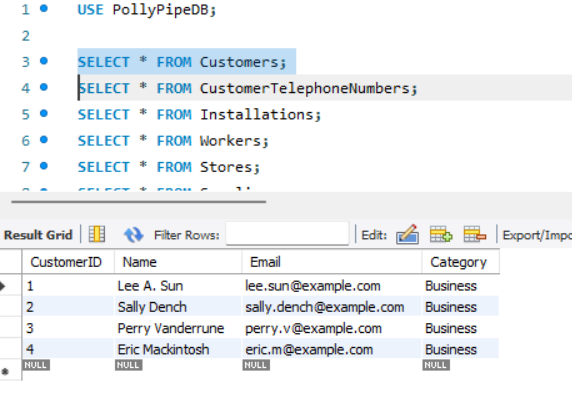 1 USE PollyPipeDB;
2
3 SELECT * FROM Customers;
4 SELECT * FROM CustomerTelephoneNumbers;
5 SELECT * FROM Installations;
6 SELECT * FROM Workers;
7 SELECT * FROM Stores;
SELECT * FROM
Result Grid Filter Rows: Edit: Export/Impo
CustomerID Name Email Category
1 Lee A. Sun lee.sun@example.com Business
2 Sally Dench sally.dench@example.com Business
3 Perry Vanderrune perry.v@example.com Business
4 Eric Mackintosh eric.m@example.com Business
NULL NULL NULL NULL